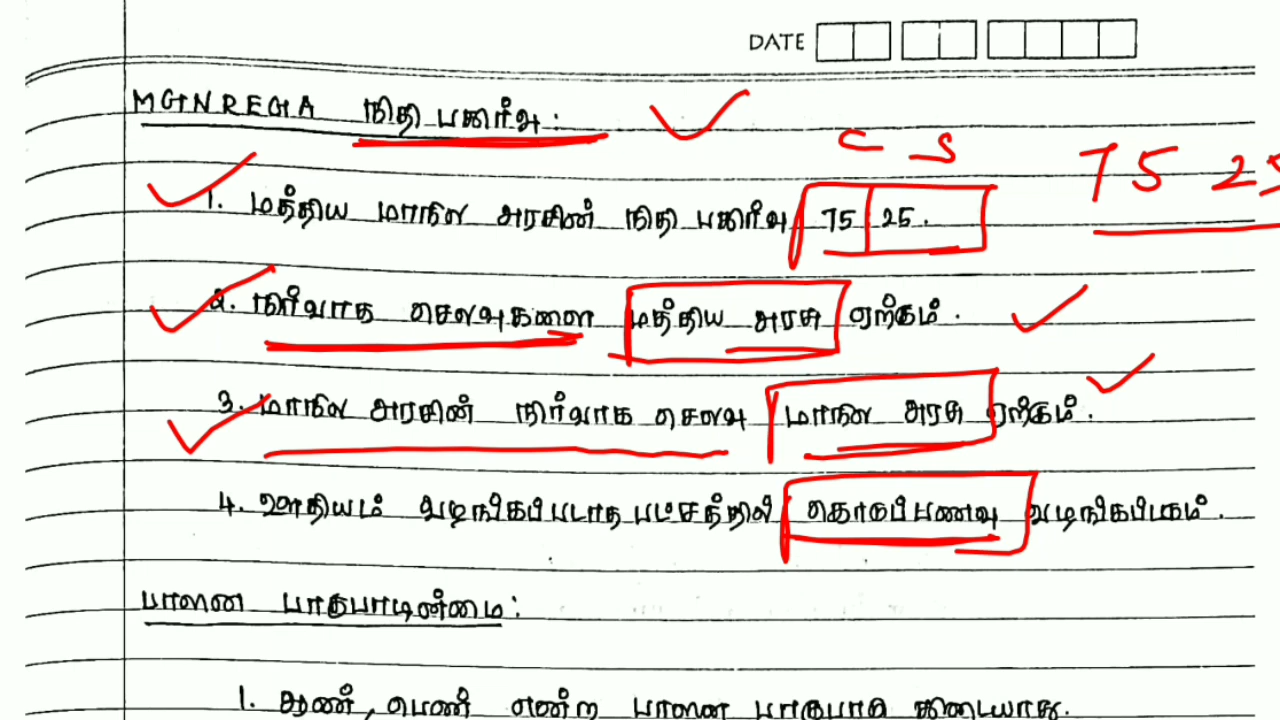 DATE
MGNREGA நிதி பகிர்வு :
C S
75 25
1. மத்திய மாநில அரசின் நிதி பகிர்வு 75 25.
2. நிர்வாக செலவுகளை மத்திய அரசு ஏற்கும்.
3. மாநில அரசின் நிர்வாக செலவு மாநில அரசு ஏற்கும்.
4. ஊதியம் வழங்கப்படாத பட்சத்தில் தொகுப்பணவு வழங்கப்படும்.
பாலின பாகுபாடின்மை :
1. ஆண், பெண் என்ற பாலின பாகுபாடு கிடையாது.